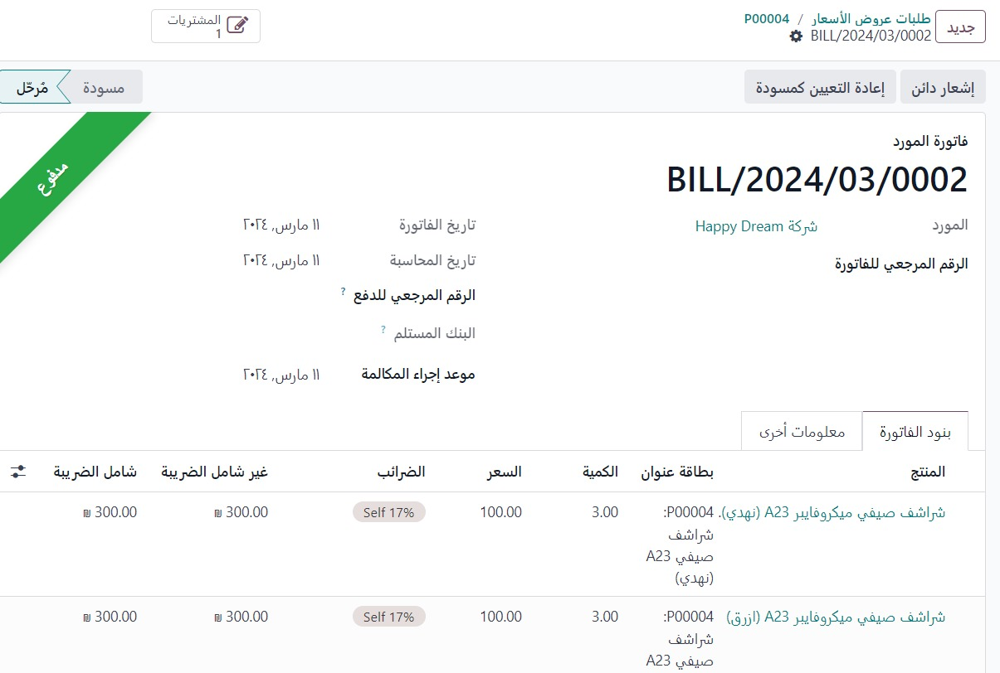 جديد
طلبات عروض الأسعار / P00004
BILL/2024/03/0002
المشتريات
1
إشعار دائن
إعادة التعيين كمسودة
مسودة
مُرحّل
مدفوع
فاتورة المورد
BILL/2024/03/0002
المورد
شركة Happy Dream
الرقم المرجعي للفاتورة
تاريخ الفاتورة ١١ مارس, ٢٠٢٤
تاريخ المحاسبة ١١ مارس, ٢٠٢٤
الرقم المرجعي للدفع ?
البنك المستلم ?
موعد إجراء المكالمة ١١ مارس, ٢٠٢٤
بنود الفاتورة معلومات أخرى
المنتج بطاقة عنوان الكمية السعر الضرائب غير شامل الضريبة شامل الضريبة
شراشف صيفي ميكروفايبر A23 (نهدي). P00004: 3.00 100.00 Self 17% 300.00 ₪ 300.00 ₪
شراشف
صيفي A23
(نهدي)
شراشف صيفي ميكروفايبر A23 (ازرق) P00004: 3.00 100.00 Self 17% 300.00 ₪ 300.00 ₪
شراشف
صيفي A23